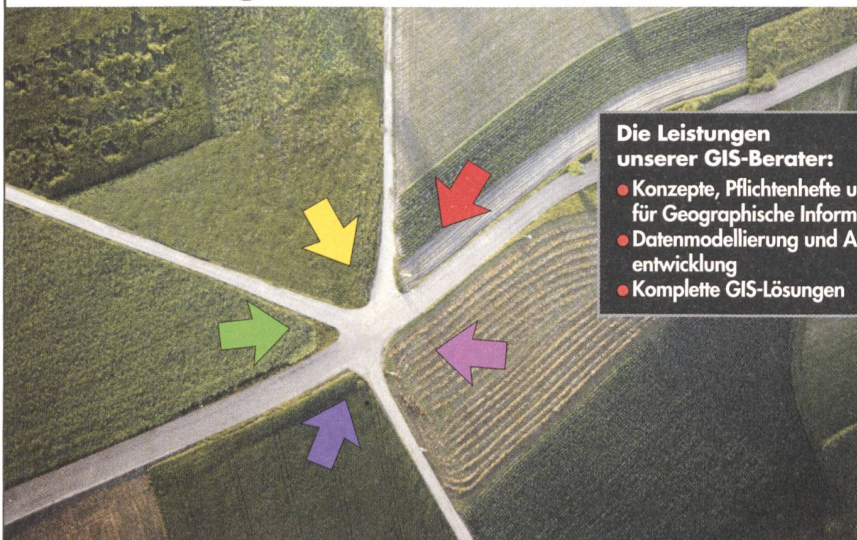 Die Leistungen
unserer GIS-Berater:
• Konzepte, Pflichtenhefte
für Geographische
• Datenmodellierung und
entwicklung
• Komplette GIS-Lösungen